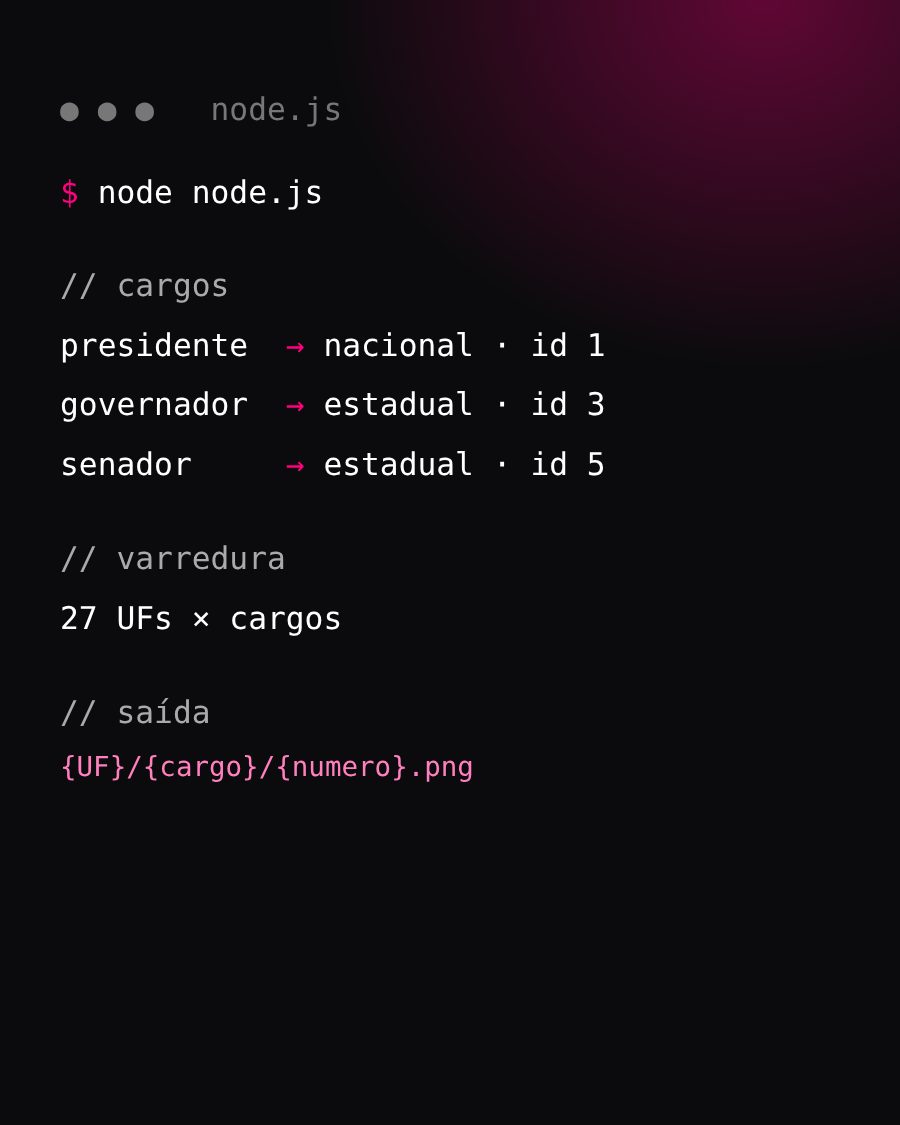 ● ● ●   node.js
$ node node.js
// cargos
presidente  → nacional · id 1
governador  → estadual · id 3
senador     → estadual · id 5
// varredura
27 UFs × cargos
// saída
{UF}/{cargo}/{numero}.png